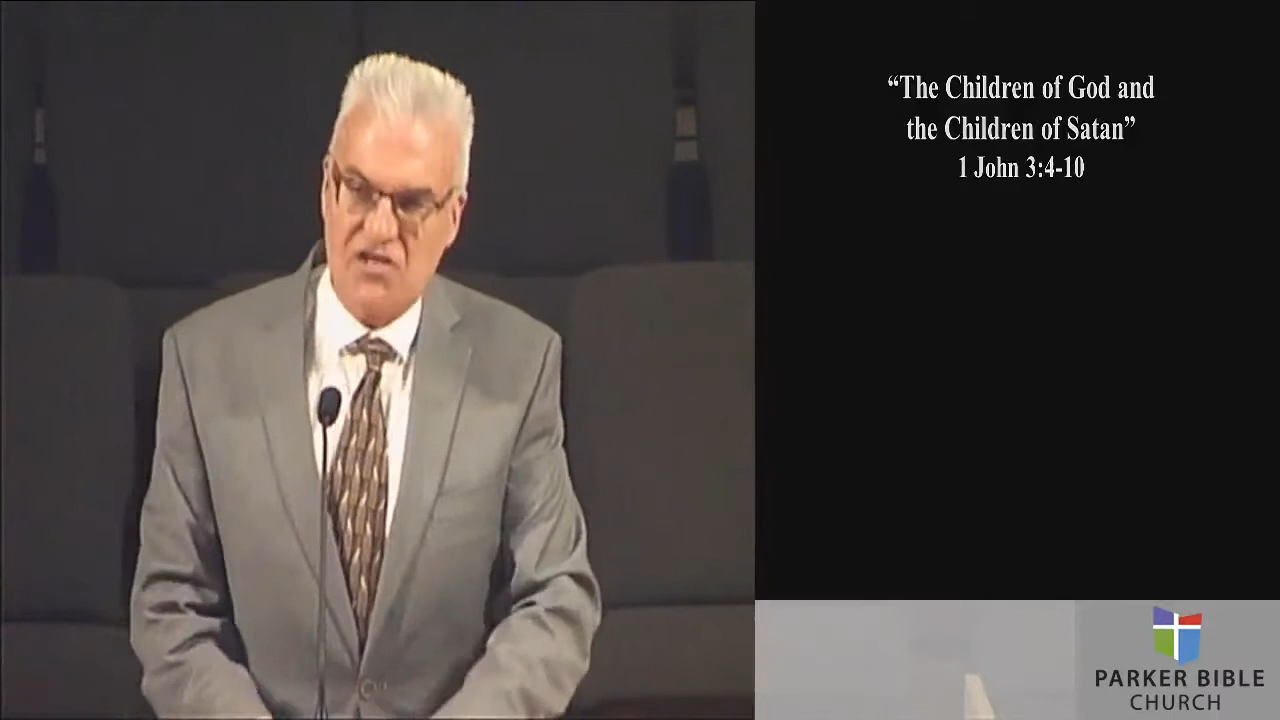 “The Children of God and
the Children of Satan”
1 John 3:4-10
PARKER BIBLE
CHURCH